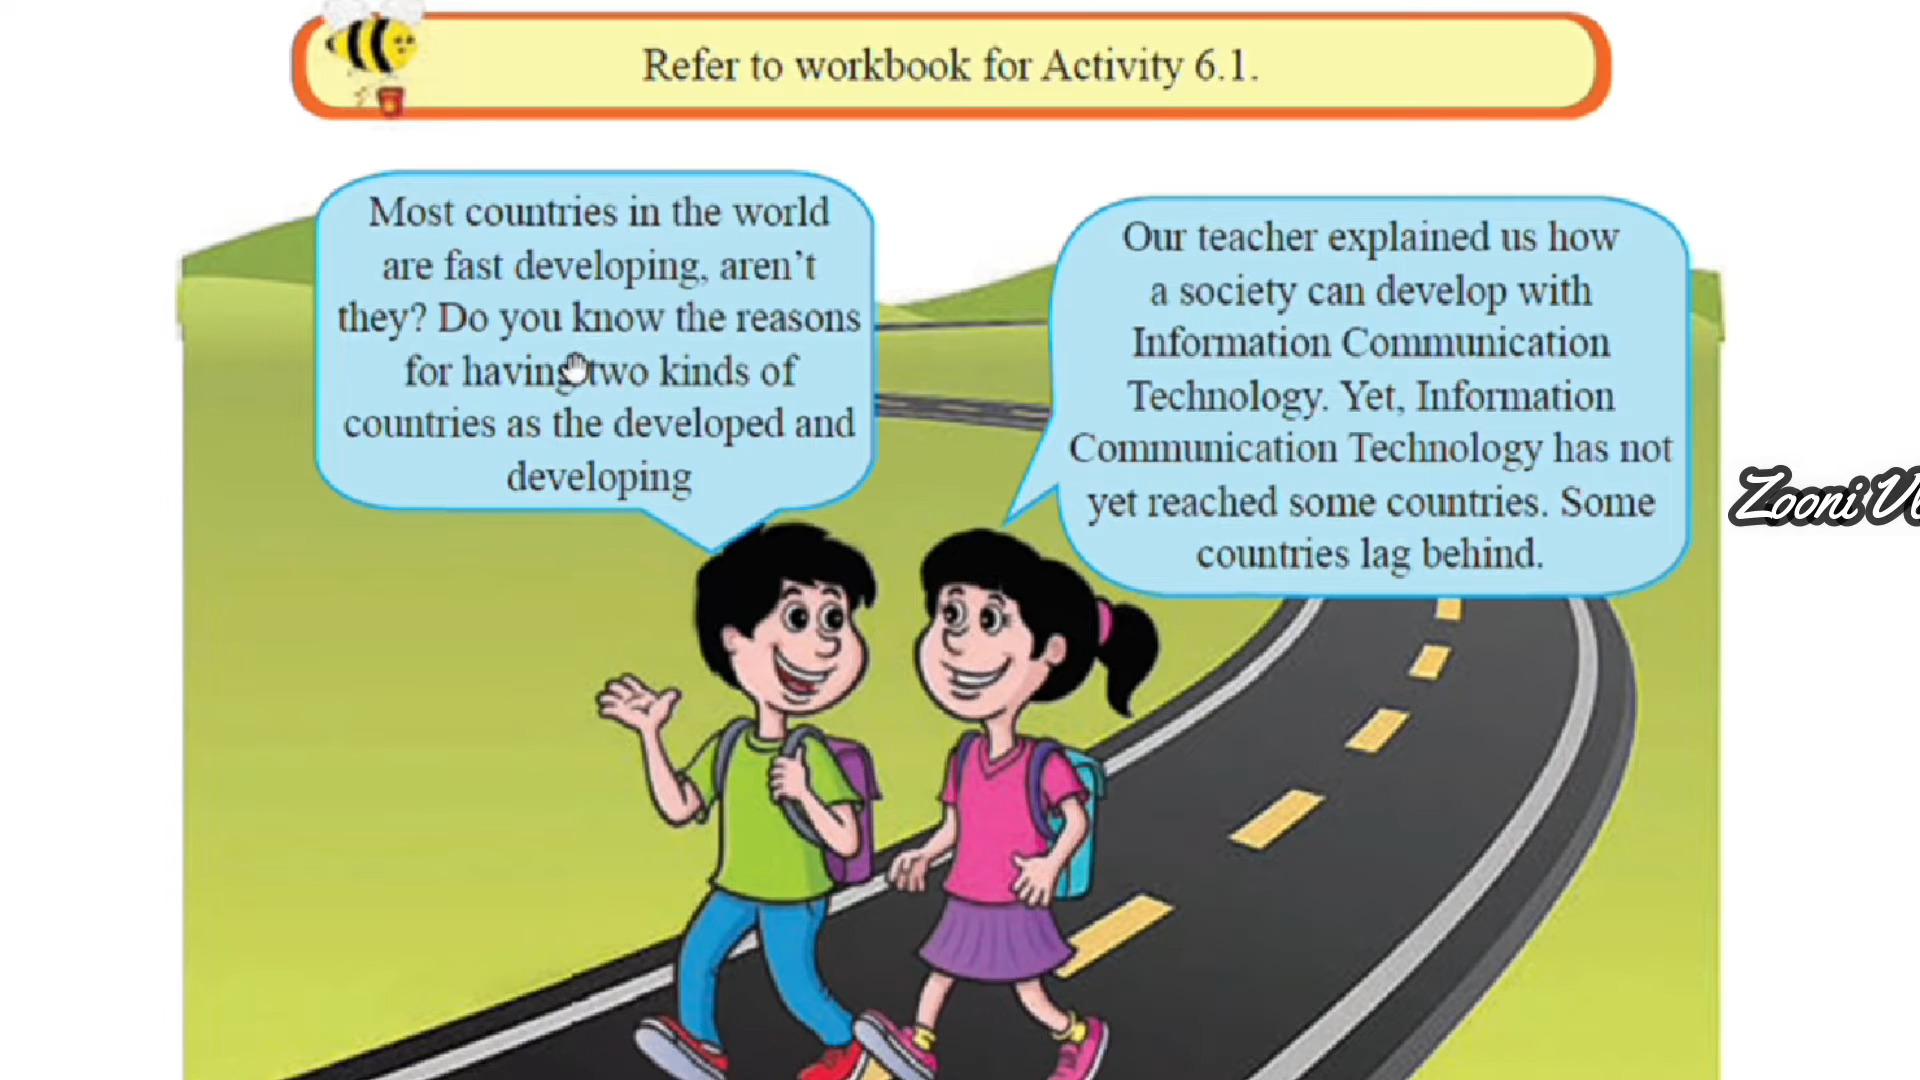 Refer to workbook for Activity 6.1.
Most countries in the world
are fast developing, aren't
they? Do you know the reasons
for having two kinds of
countries as the developed and
developing
Our teacher explained us how
a society can develop with
Information Communication
Technology. Yet, Information
Communication Technology has not
yet reached some countries. Some
countries lag behind.
Zooni